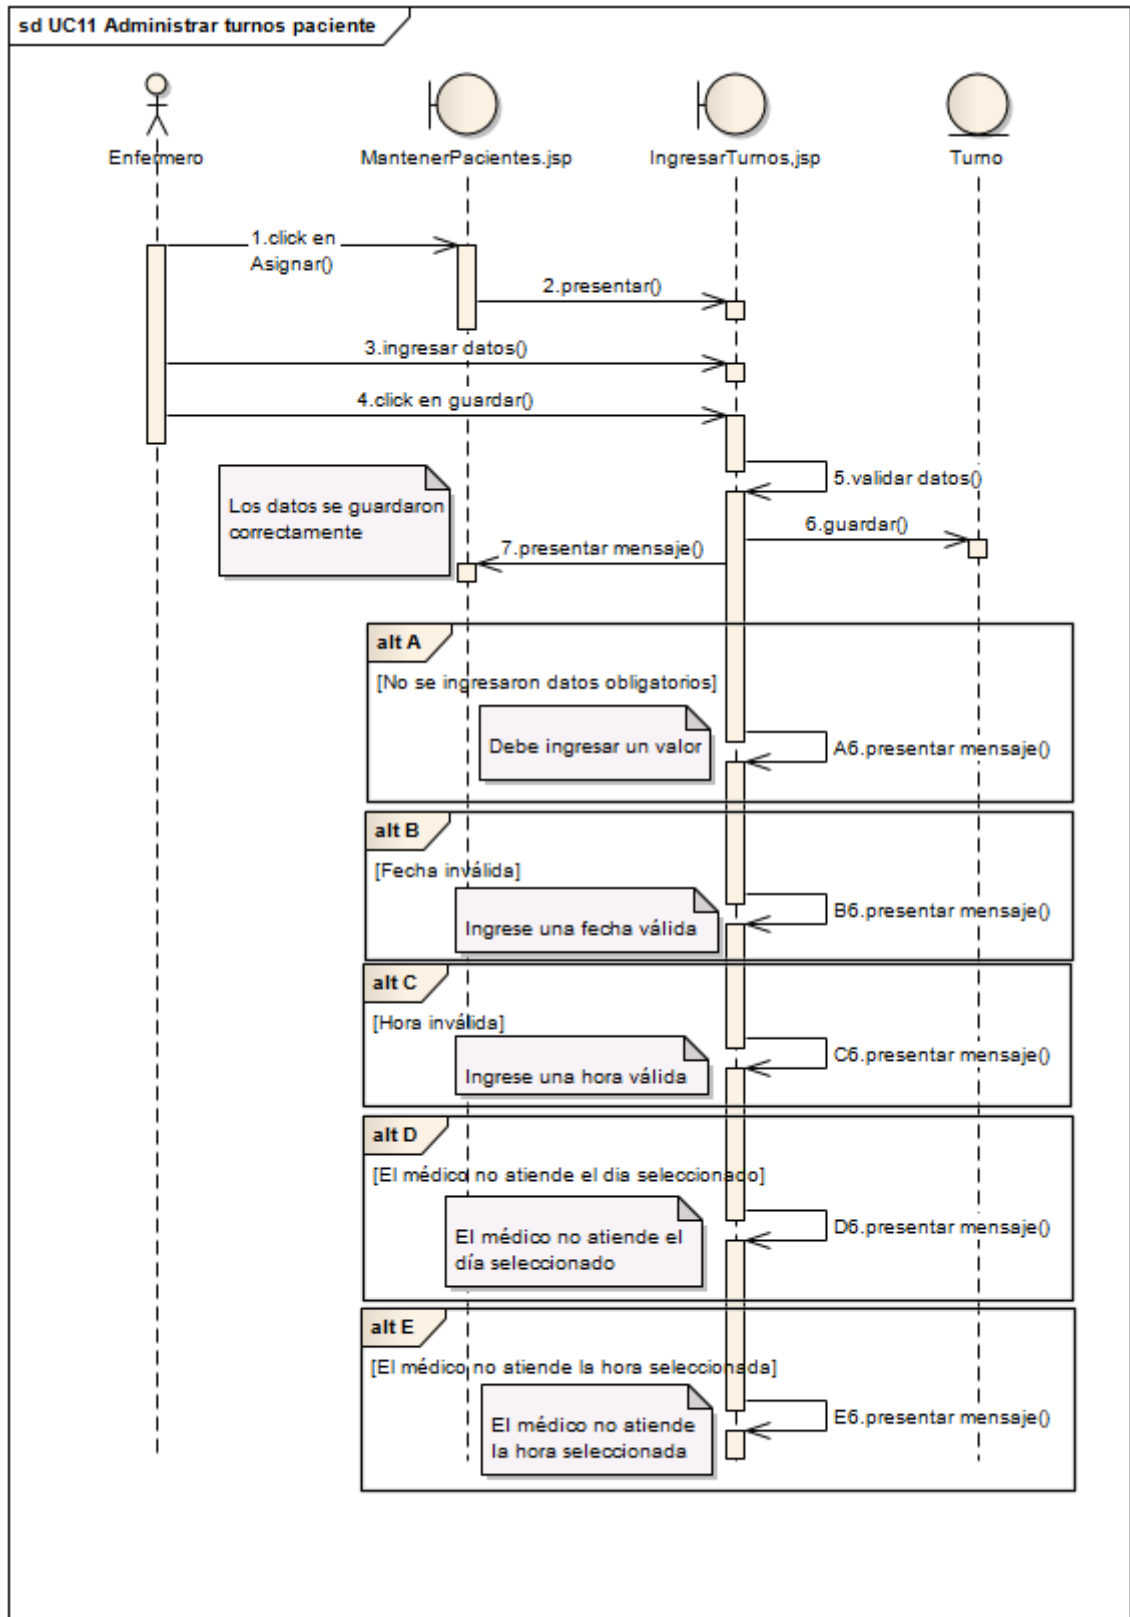 sd UC11 Administrar turnos paciente
Enfermero
MantenerPacientes.jsp
IngresarTurnos,jsp
Turno
1.click en
Asignar()
2.presentar()
3.ingresar datos()
4.click en guardar()
5.validar datos()
Los datos se guardaron
correctamente
6.guardar()
7.presentar mensaje()
alt A
[No se ingresaron datos obligatorios]
Debe ingresar un valor
A6.presentar mensaje()
alt B
[Fecha inválida]
Ingrese una fecha válida
B6.presentar mensaje()
alt C
[Hora inválida]
Ingrese una hora válida
C6.presentar mensaje()
alt D
[El médico no atiende el dia seleccionado]
El médico no atiende el
día seleccionado
D6.presentar mensaje()
alt E
[El médico no atiende la hora seleccionada]
El médico no atiende
la hora seleccionada
E6.presentar mensaje()